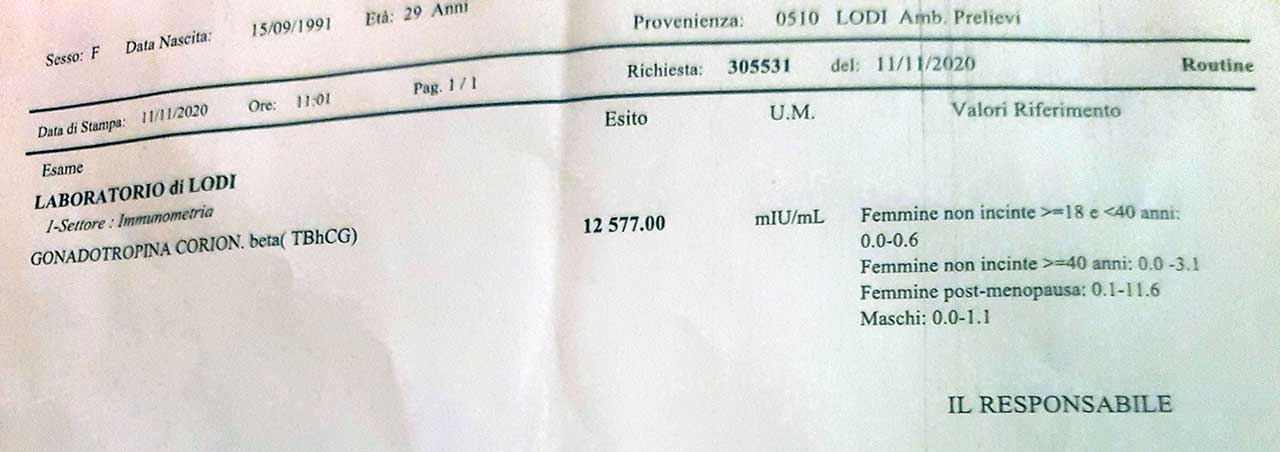 Sesso: F Data Nascita: 15/09/1991 Età: 29 Anni Provenienza: 0510 LODI Amb. Prelievi
Richiesta: 305531 del: 11/11/2020 Routine
Data di Stampa: 11/11/2020 Ore: 11:01 Pag. 1 / 1
Esame Esito U.M. Valori Riferimento
LABORATORIO di LODI
1-Settore : Immunometria
GONADOTROPINA CORION. beta( TBhCG) 12 577.00 mIU/mL Femmine non incinte >=18 e <40 anni:
0.0-0.6
Femmine non incinte >=40 anni: 0.0 -3.1
Femmine post-menopausa: 0.1-11.6
Maschi: 0.0-1.1
IL RESPONSABILE